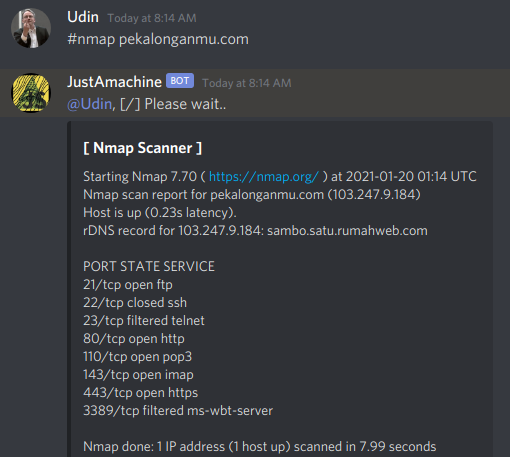 Udin Today at 8:14 AM
#nmap pekalonganmu.com
JustAmachine BOT Today at 8:14 AM
@Udin, [/] Please wait..
[ Nmap Scanner ]
Starting Nmap 7.70 ( https://nmap.org/ ) at 2021-01-20 01:14 UTC
Nmap scan report for pekalonganmu.com (103.247.9.184)
Host is up (0.23s latency).
rDNS record for 103.247.9.184: sambo.satu.rumahweb.com
PORT STATE SERVICE
21/tcp open ftp
22/tcp closed ssh
23/tcp filtered telnet
80/tcp open http
110/tcp open pop3
143/tcp open imap
443/tcp open https
3389/tcp filtered ms-wbt-server
Nmap done: 1 IP address (1 host up) scanned in 7.99 seconds